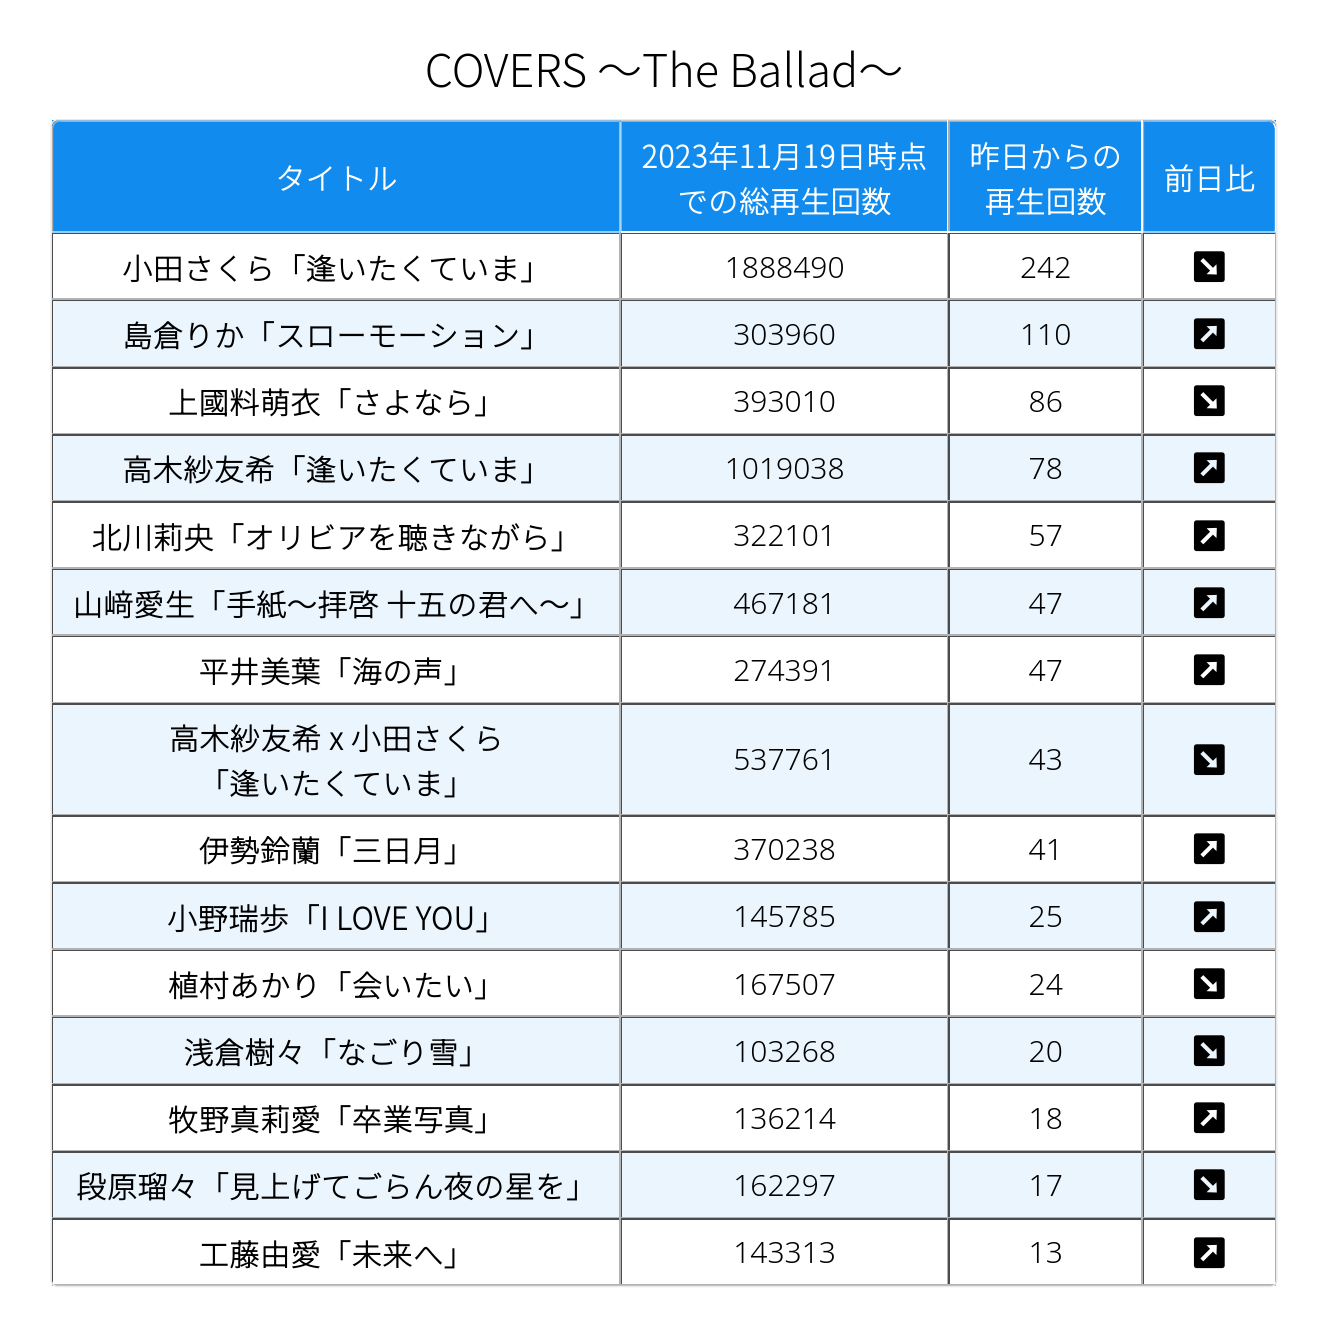 COVERS ～The Ballad～
タイトル
2023年11月19日時点
での総再生回数
昨日からの
再生回数
前日比
小田さくら「逢いたくていま」 1888490 242
島倉りか「スローモーション」 303960 110
上國料萌衣「さよなら」 393010 86
高木紗友希「逢いたくていま」 1019038 78
北川莉央「オリビアを聴きながら」 322101 57
山﨑愛生「手紙～拝啓 十五の君へ～」 467181 47
平井美葉「海の声」 274391 47
高木紗友希 x 小田さくら
「逢いたくていま」 537761 43
伊勢鈴蘭「三日月」 370238 41
小野瑞歩「I LOVE YOU」 145785 25
植村あかり「会いたい」 167507 24
浅倉樹々「なごり雪」 103268 20
牧野真莉愛「卒業写真」 136214 18
段原瑠々「見上げてごらん夜の星を」 162297 17
工藤由愛「未来へ」 143313 13